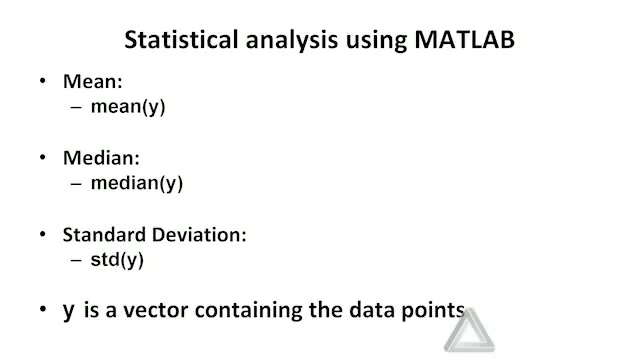 Statistical analysis using MATLAB
• Mean:
– mean(y)
• Median:
– median(y)
• Standard Deviation:
– std(y)
• y is a vector containing the data points